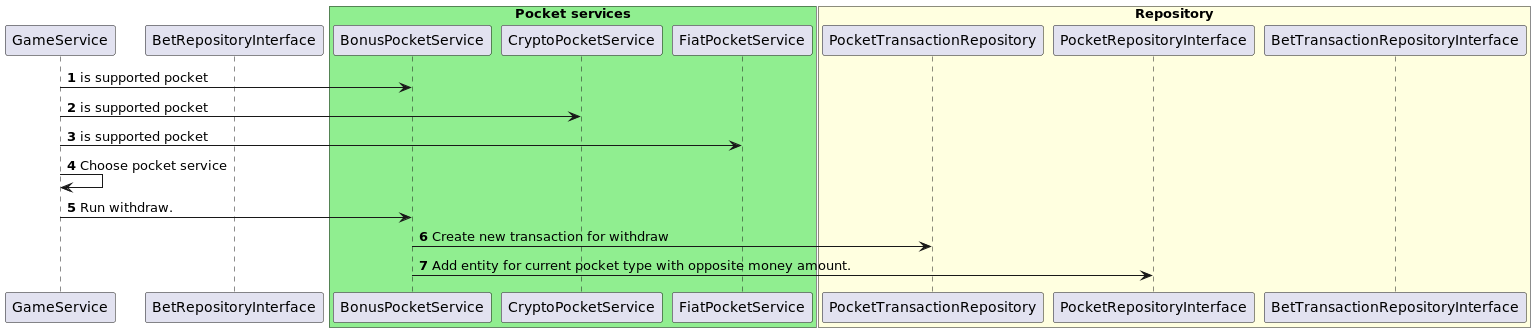 Pocket services
Repository
GameService
BetRepositoryInterface
BonusPocketService
CryptoPocketService
FiatPocketService
PocketTransactionRepository
PocketRepositoryInterface
BetTransactionRepositoryInterface
1 is supported pocket
2 is supported pocket
3 is supported pocket
4 Choose pocket service
5 Run withdraw.
6 Create new transaction for withdraw
7 Add entity for current pocket type with opposite money amount.
GameService
BetRepositoryInterface
BonusPocketService
CryptoPocketService
FiatPocketService
PocketTransactionRepository
PocketRepositoryInterface
BetTransactionRepositoryInterface